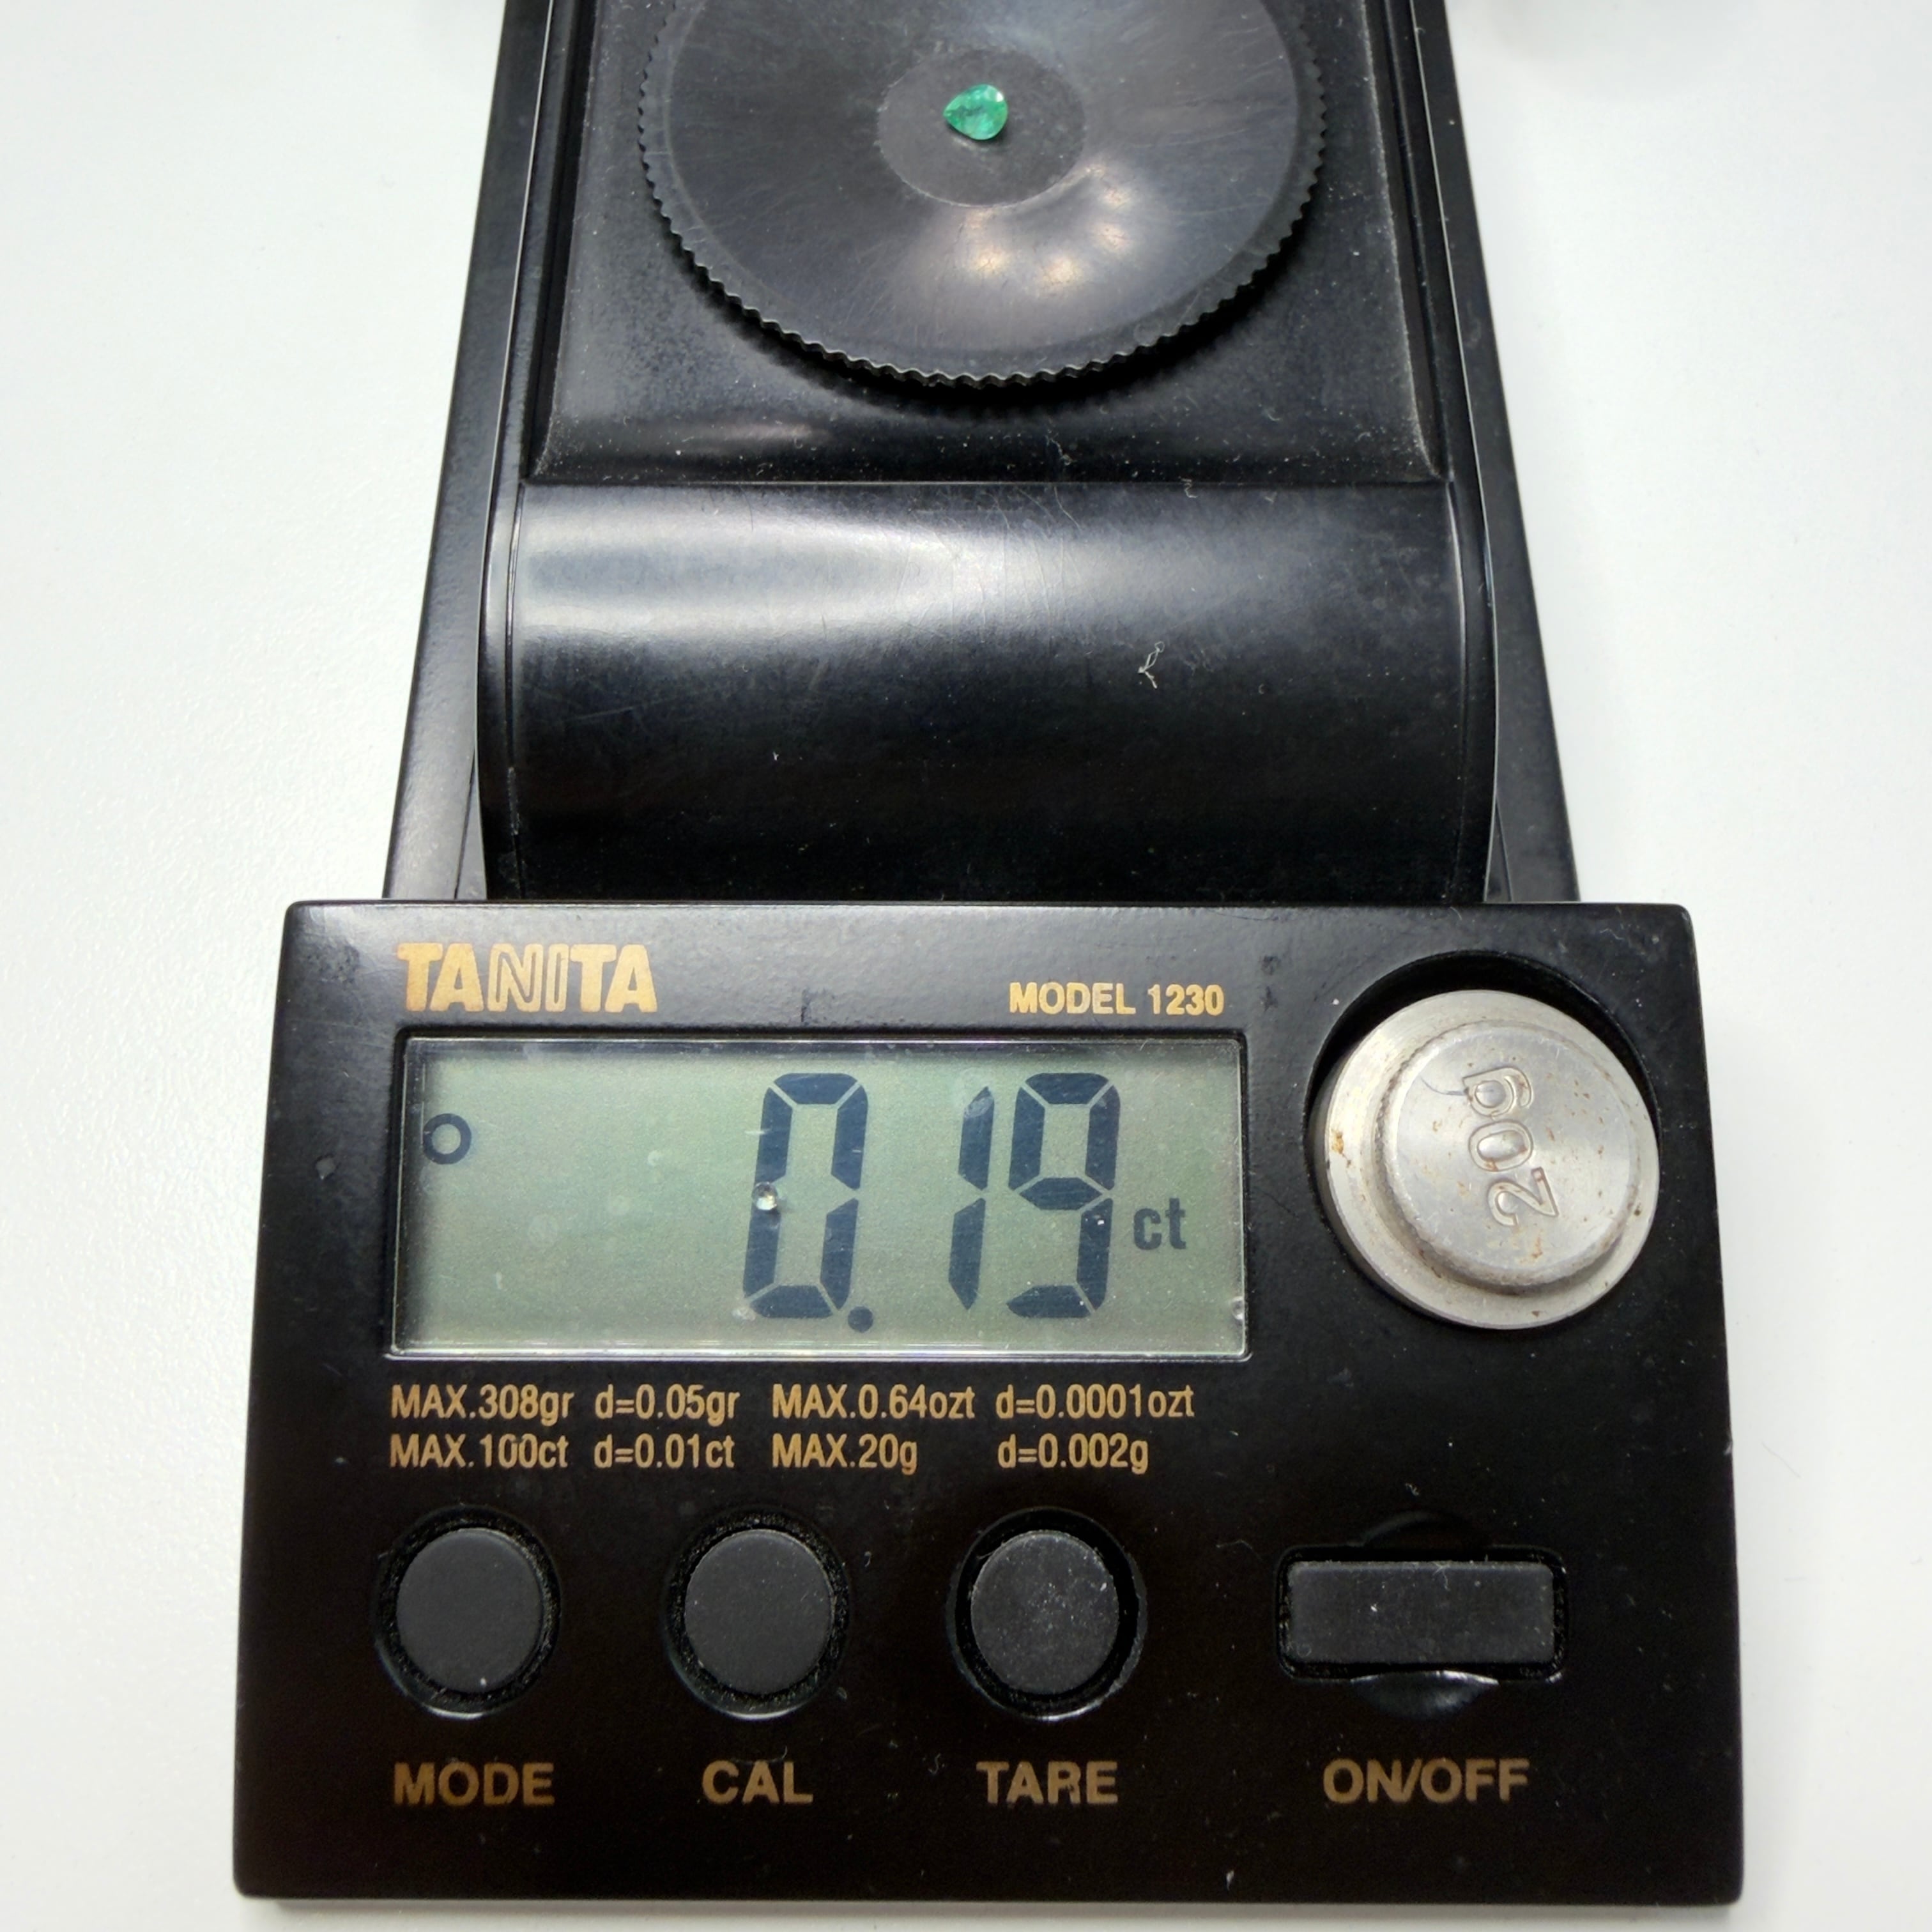 TANITA
MODEL 1230
0.19 ct
20g
MAX.308gr d=0.05gr MAX.0.64ozt d=0.0001ozt
MAX.100ct d=0.01ct MAX.20g d=0.002g
MODE CAL TARE ON/OFF